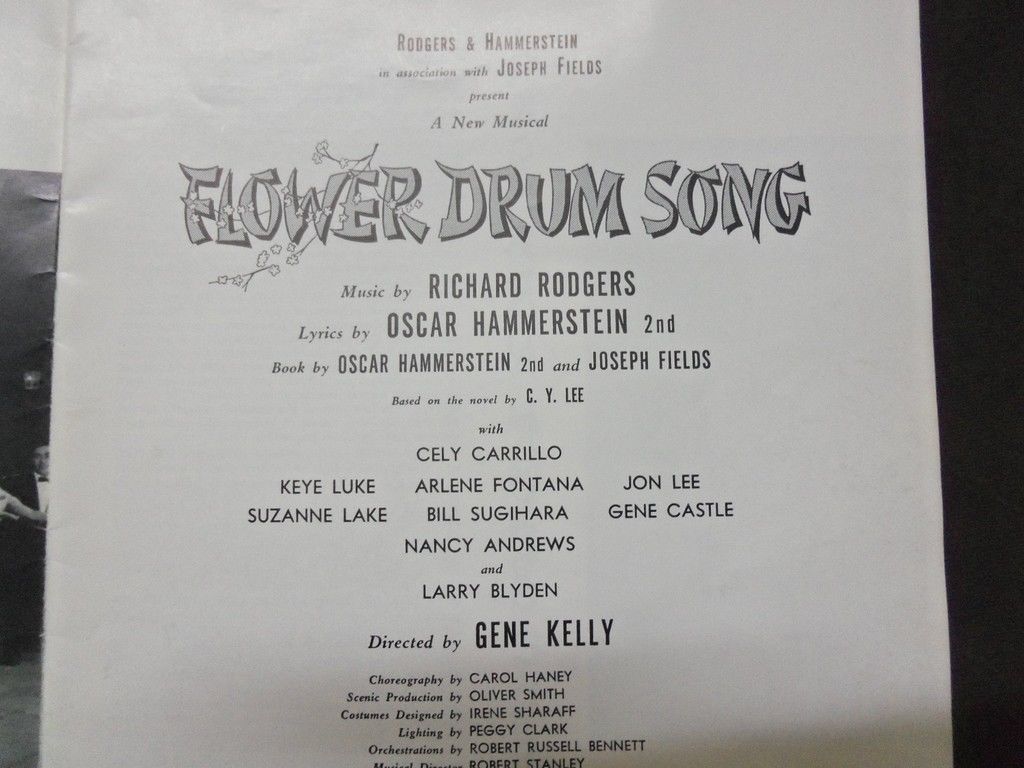 RODGERS & HAMMERSTEIN
in association with JOSEPH FIELDS
present
A New Musical
FLOWER DRUM SONG
Music by RICHARD RODGERS
Lyrics by OSCAR HAMMERSTEIN 2nd
Book by OSCAR HAMMERSTEIN 2nd and JOSEPH FIELDS
Based on the novel by C. Y. LEE
with
CELY CARRILLO
KEYE LUKE ARLENE FONTANA JON LEE
SUZANNE LAKE BILL SUGIHARA GENE CASTLE
NANCY ANDREWS
and
LARRY BLYDEN
Directed by GENE KELLY
Choreography by CAROL HANEY
Scenic Production by OLIVER SMITH
Costumes Designed by IRENE SHARAFF
Lighting by PEGGY CLARK
Orchestrations by ROBERT RUSSELL BENNETT
Musical Director ROBERT STANLEY